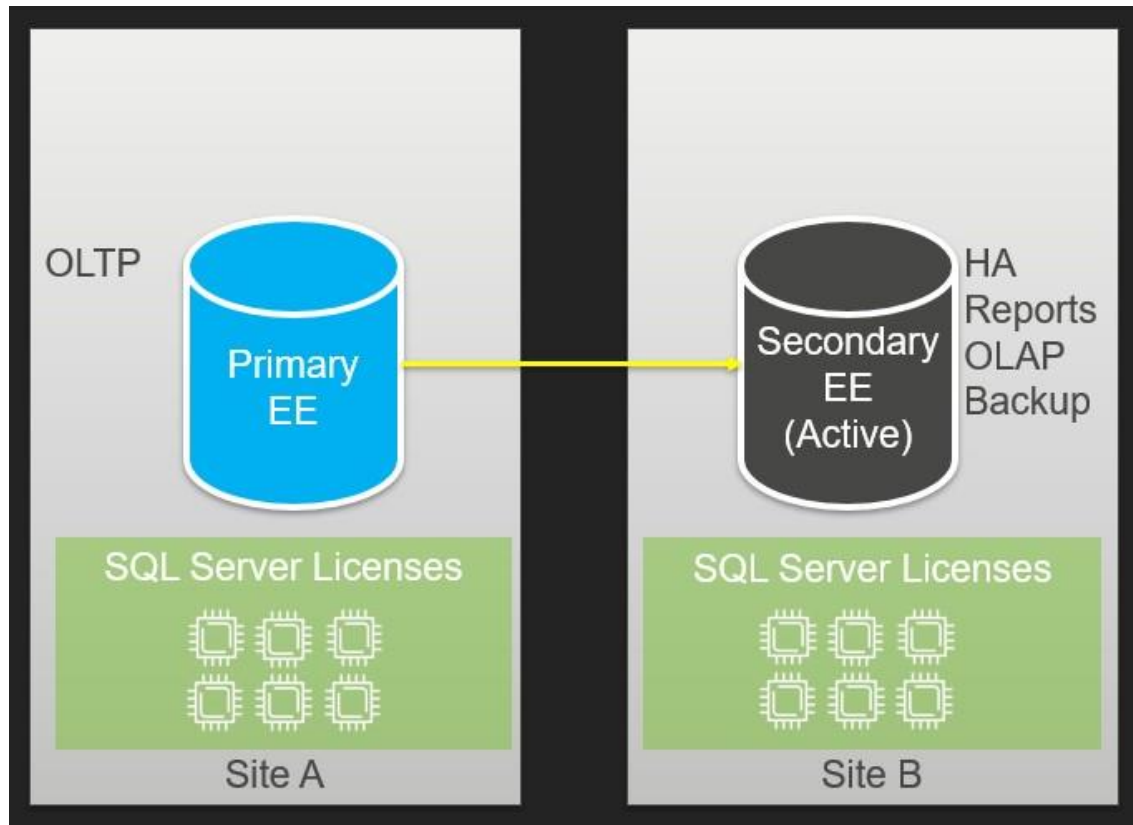 OLTP
Primary
EE
SQL Server Licenses
Site A
Secondary
EE
(Active)
HA
Reports
OLAP
Backup
SQL Server Licenses
Site B